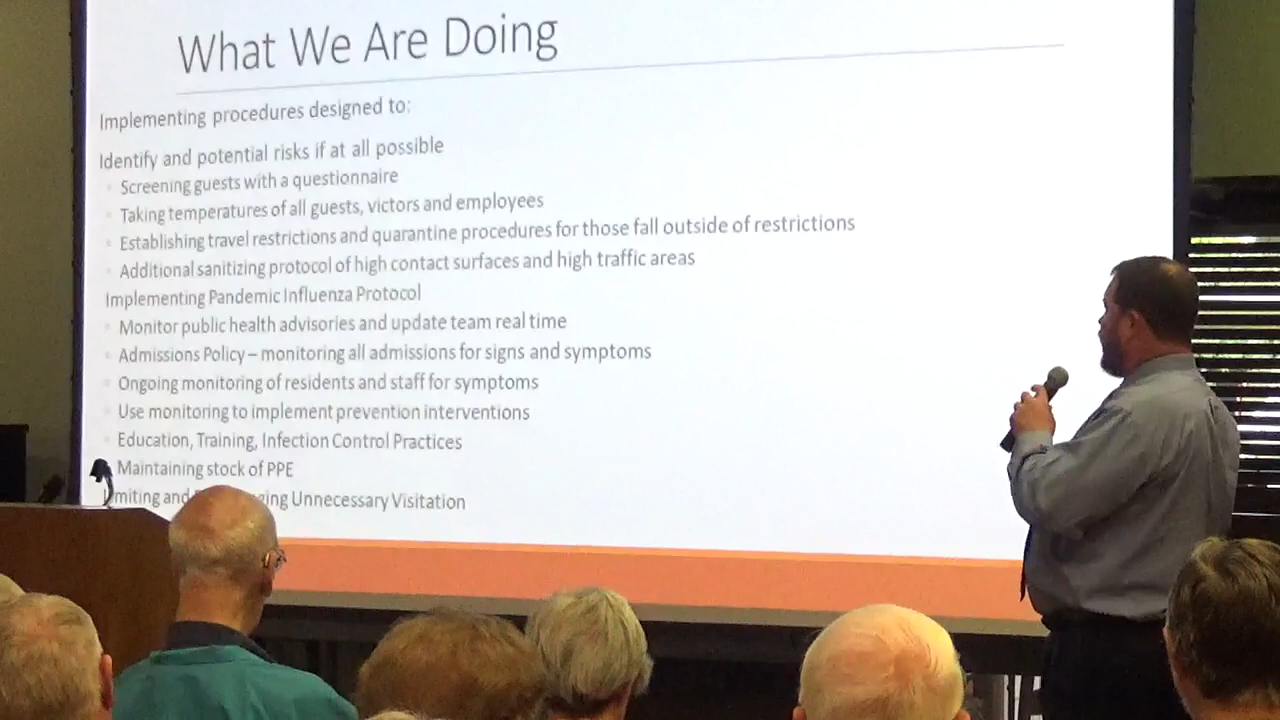 What We Are Doing
Implementing procedures designed to:
Identify and potential risks if at all possible
Screening guests with a questionnaire
Taking temperatures of all guests, victors and employees
Establishing travel restrictions and quarantine procedures for those fall outside of restrictions
Additional sanitizing protocol of high contact surfaces and high traffic areas
Implementing Pandemic Influenza Protocol
Monitor public health advisories and update team real time
Admissions Policy – monitoring all admissions for signs and symptoms
Ongoing monitoring of residents and staff for symptoms
Use monitoring to implement prevention interventions
Education, Training, Infection Control Practices
Maintaining stock of PPE
and Unnecessary Visitation